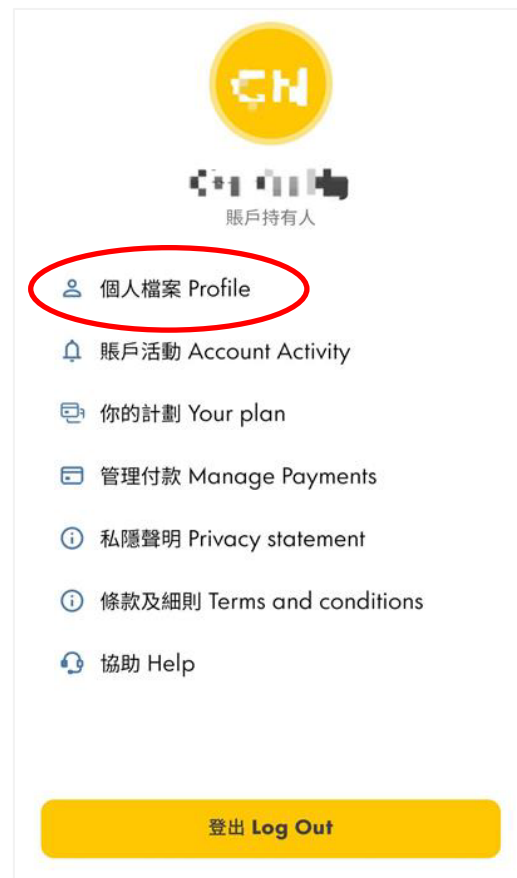 賬戶持有人
個人檔案 Profile
賬戶活動 Account Activity
你的計劃 Your plan
管理付款 Manage Payments
私隱聲明 Privacy statement
條款及細則 Terms and conditions
協助 Help
登出 Log Out